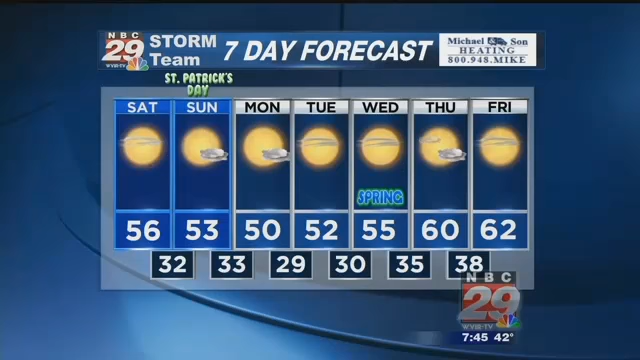 NBC
29
WVIR-TV
STORM
Team
7 DAY FORECAST
Michael & Son
HEATING
800.948.MIKE
ST. PATRICK'S
DAY
SAT SUN MON TUE WED THU FRI
SPRING
56 53 50 52 55 60 62
32 33 29 30 35 38
NBC
29
WVIR-TV
7:45 42°